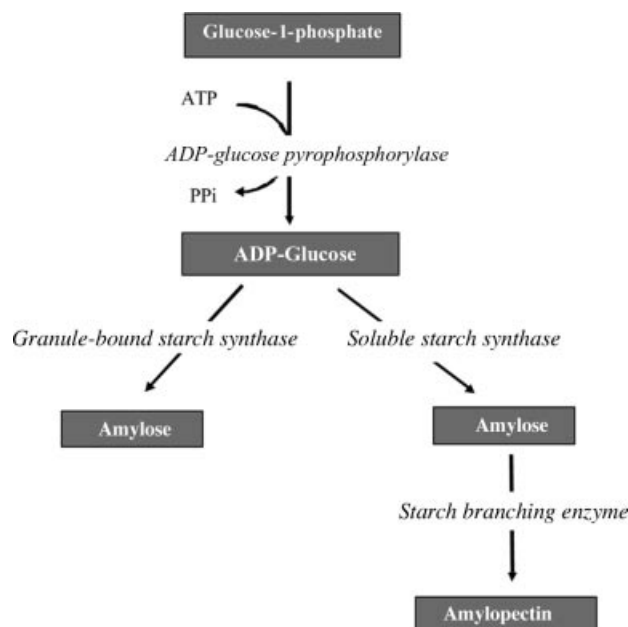 Glucose-1-phosphate
ATP
ADP-glucose pyrophosphorylase
PPi
ADP-Glucose
Granule-bound starch synthase
Soluble starch synthase
Amylose
Amylose
Starch branching enzyme
Amylopectin